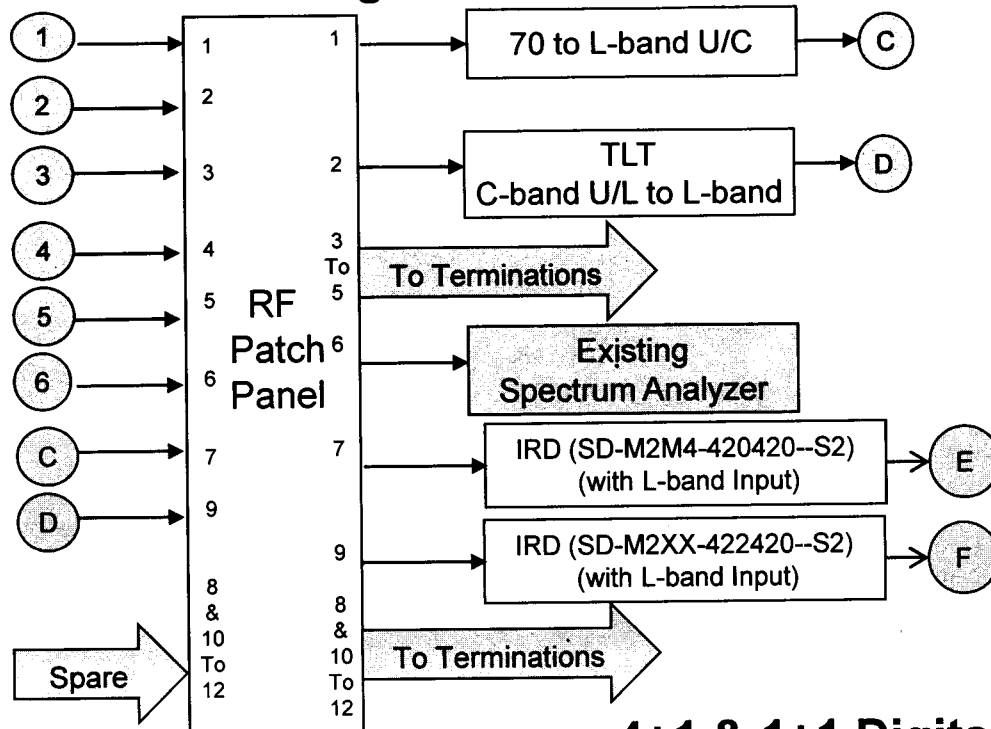 1
2
3
4
5
6
C
D
Spare
1
2
3
4
5
6
7
9
8
&
10
To
12
RF
Patch
Panel
1
2
3
To
5
6
7
9
8
&
10
To
12
70 to L-band U/C
C
TLT
C-band U/L to L-band
D
To Terminations
Existing
Spectrum Analyzer
IRD (SD-M2M4-420420--S2)
(with L-band Input)
E
IRD (SD-M2XX-422420--S2)
(with L-band Input)
F
To Terminations